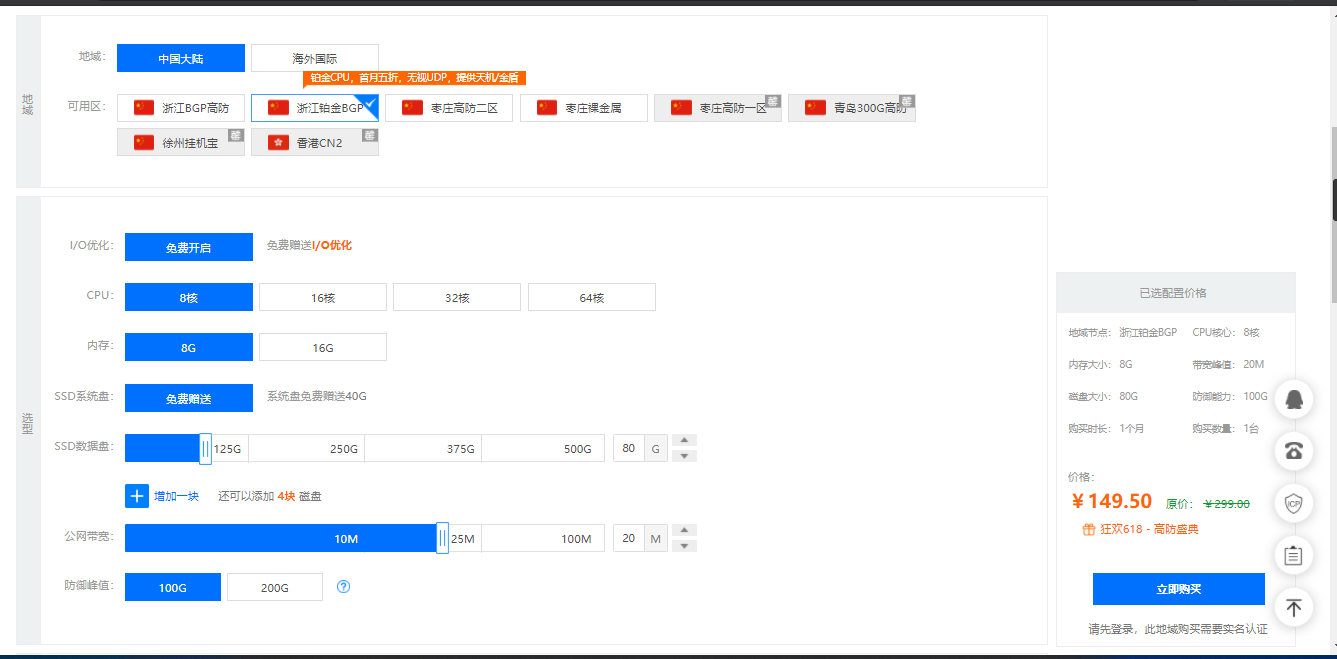 地域
地域：
中国大陆
海外国际
铂金CPU，首月五折，无视UDP，提供天机/金盾
可用区：
浙江BGP高防
浙江铂金BGP
枣庄高防二区
枣庄裸金属
枣庄高防一区
青岛300G高防
徐州挂机宝
香港CN2
选型
I/O优化：
免费开启
免费赠送I/O优化
CPU：
8核
16核
32核
64核
内存：
8G
16G
SSD系统盘：
免费赠送
系统盘免费赠送40G
SSD数据盘：
125G
250G
375G
500G
80
G
增加一块
还可以添加 4块 磁盘
公网带宽：
10M
25M
100M
20
M
防御峰值：
100G
200G
?
已选配置价格
地域节点： 浙江铂金BGP
CPU核心： 8核
内存大小： 8G
带宽峰值： 20M
磁盘大小： 80G
防御能力： 100G
购买时长： 1个月
购买数量： 1台
价格：
¥149.50
原价： ¥299.00
狂欢618 - 高防盛典
立即购买
请先登录，此地域购买需要实名认证
ICP